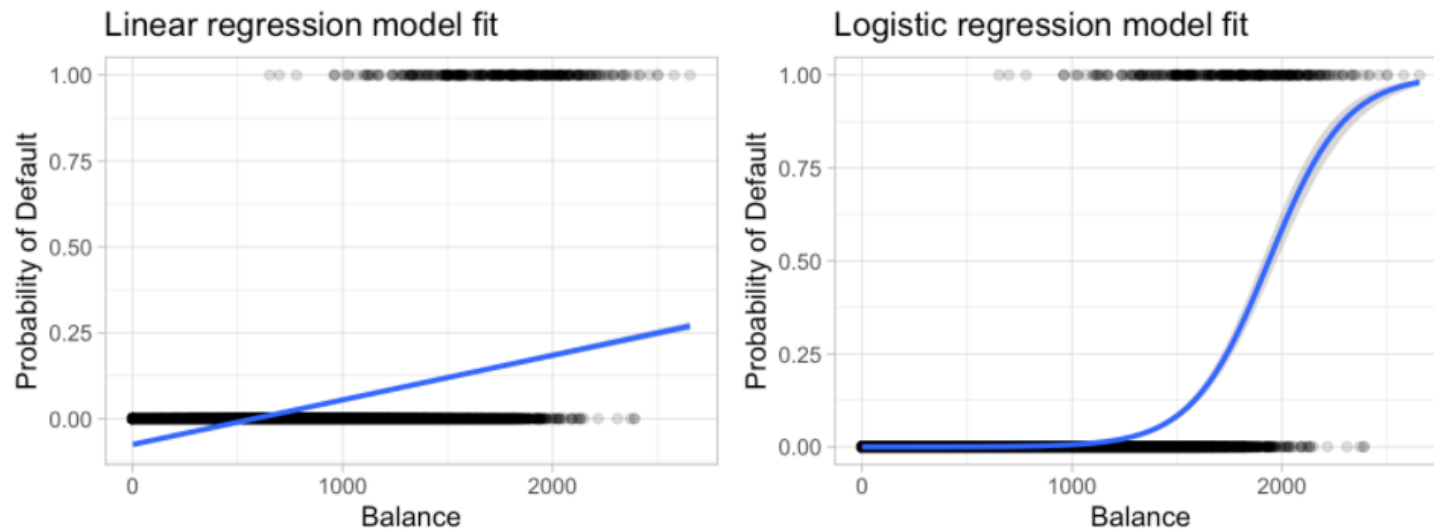 Linear regression model fit
1.00
0.75
0.50
0.25
0.00
Probability of Default
0
1000
2000
Balance
Logistic regression model fit
1.00
0.75
0.50
0.25
0.00
Probability of Default
0
1000
2000
Balance